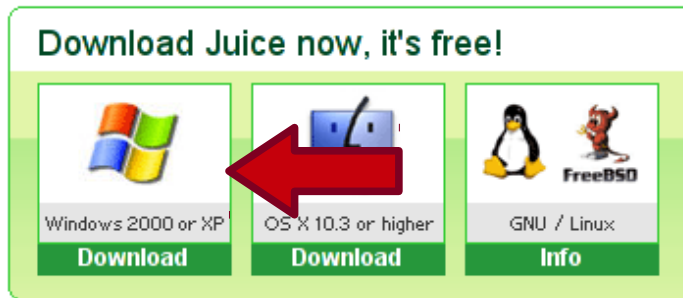 Download Juice now, it's free!
FreeBSD
Windows 2000 or XP
OS X 10.3 or higher
GNU / Linux
Download
Download
Info